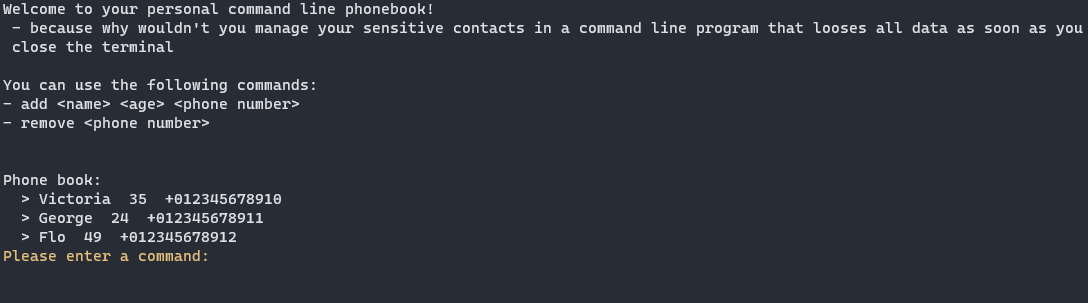 Welcome to your personal command line phonebook!
- because why wouldn't you manage your sensitive contacts in a command line program that looses all data as soon as you
close the terminal
You can use the following commands:
- add <name> <age> <phone number>
- remove <phone number>
Phone book:
> Victoria  35  +012345678910
> George  24  +012345678911
> Flo  49  +012345678912
Please enter a command: